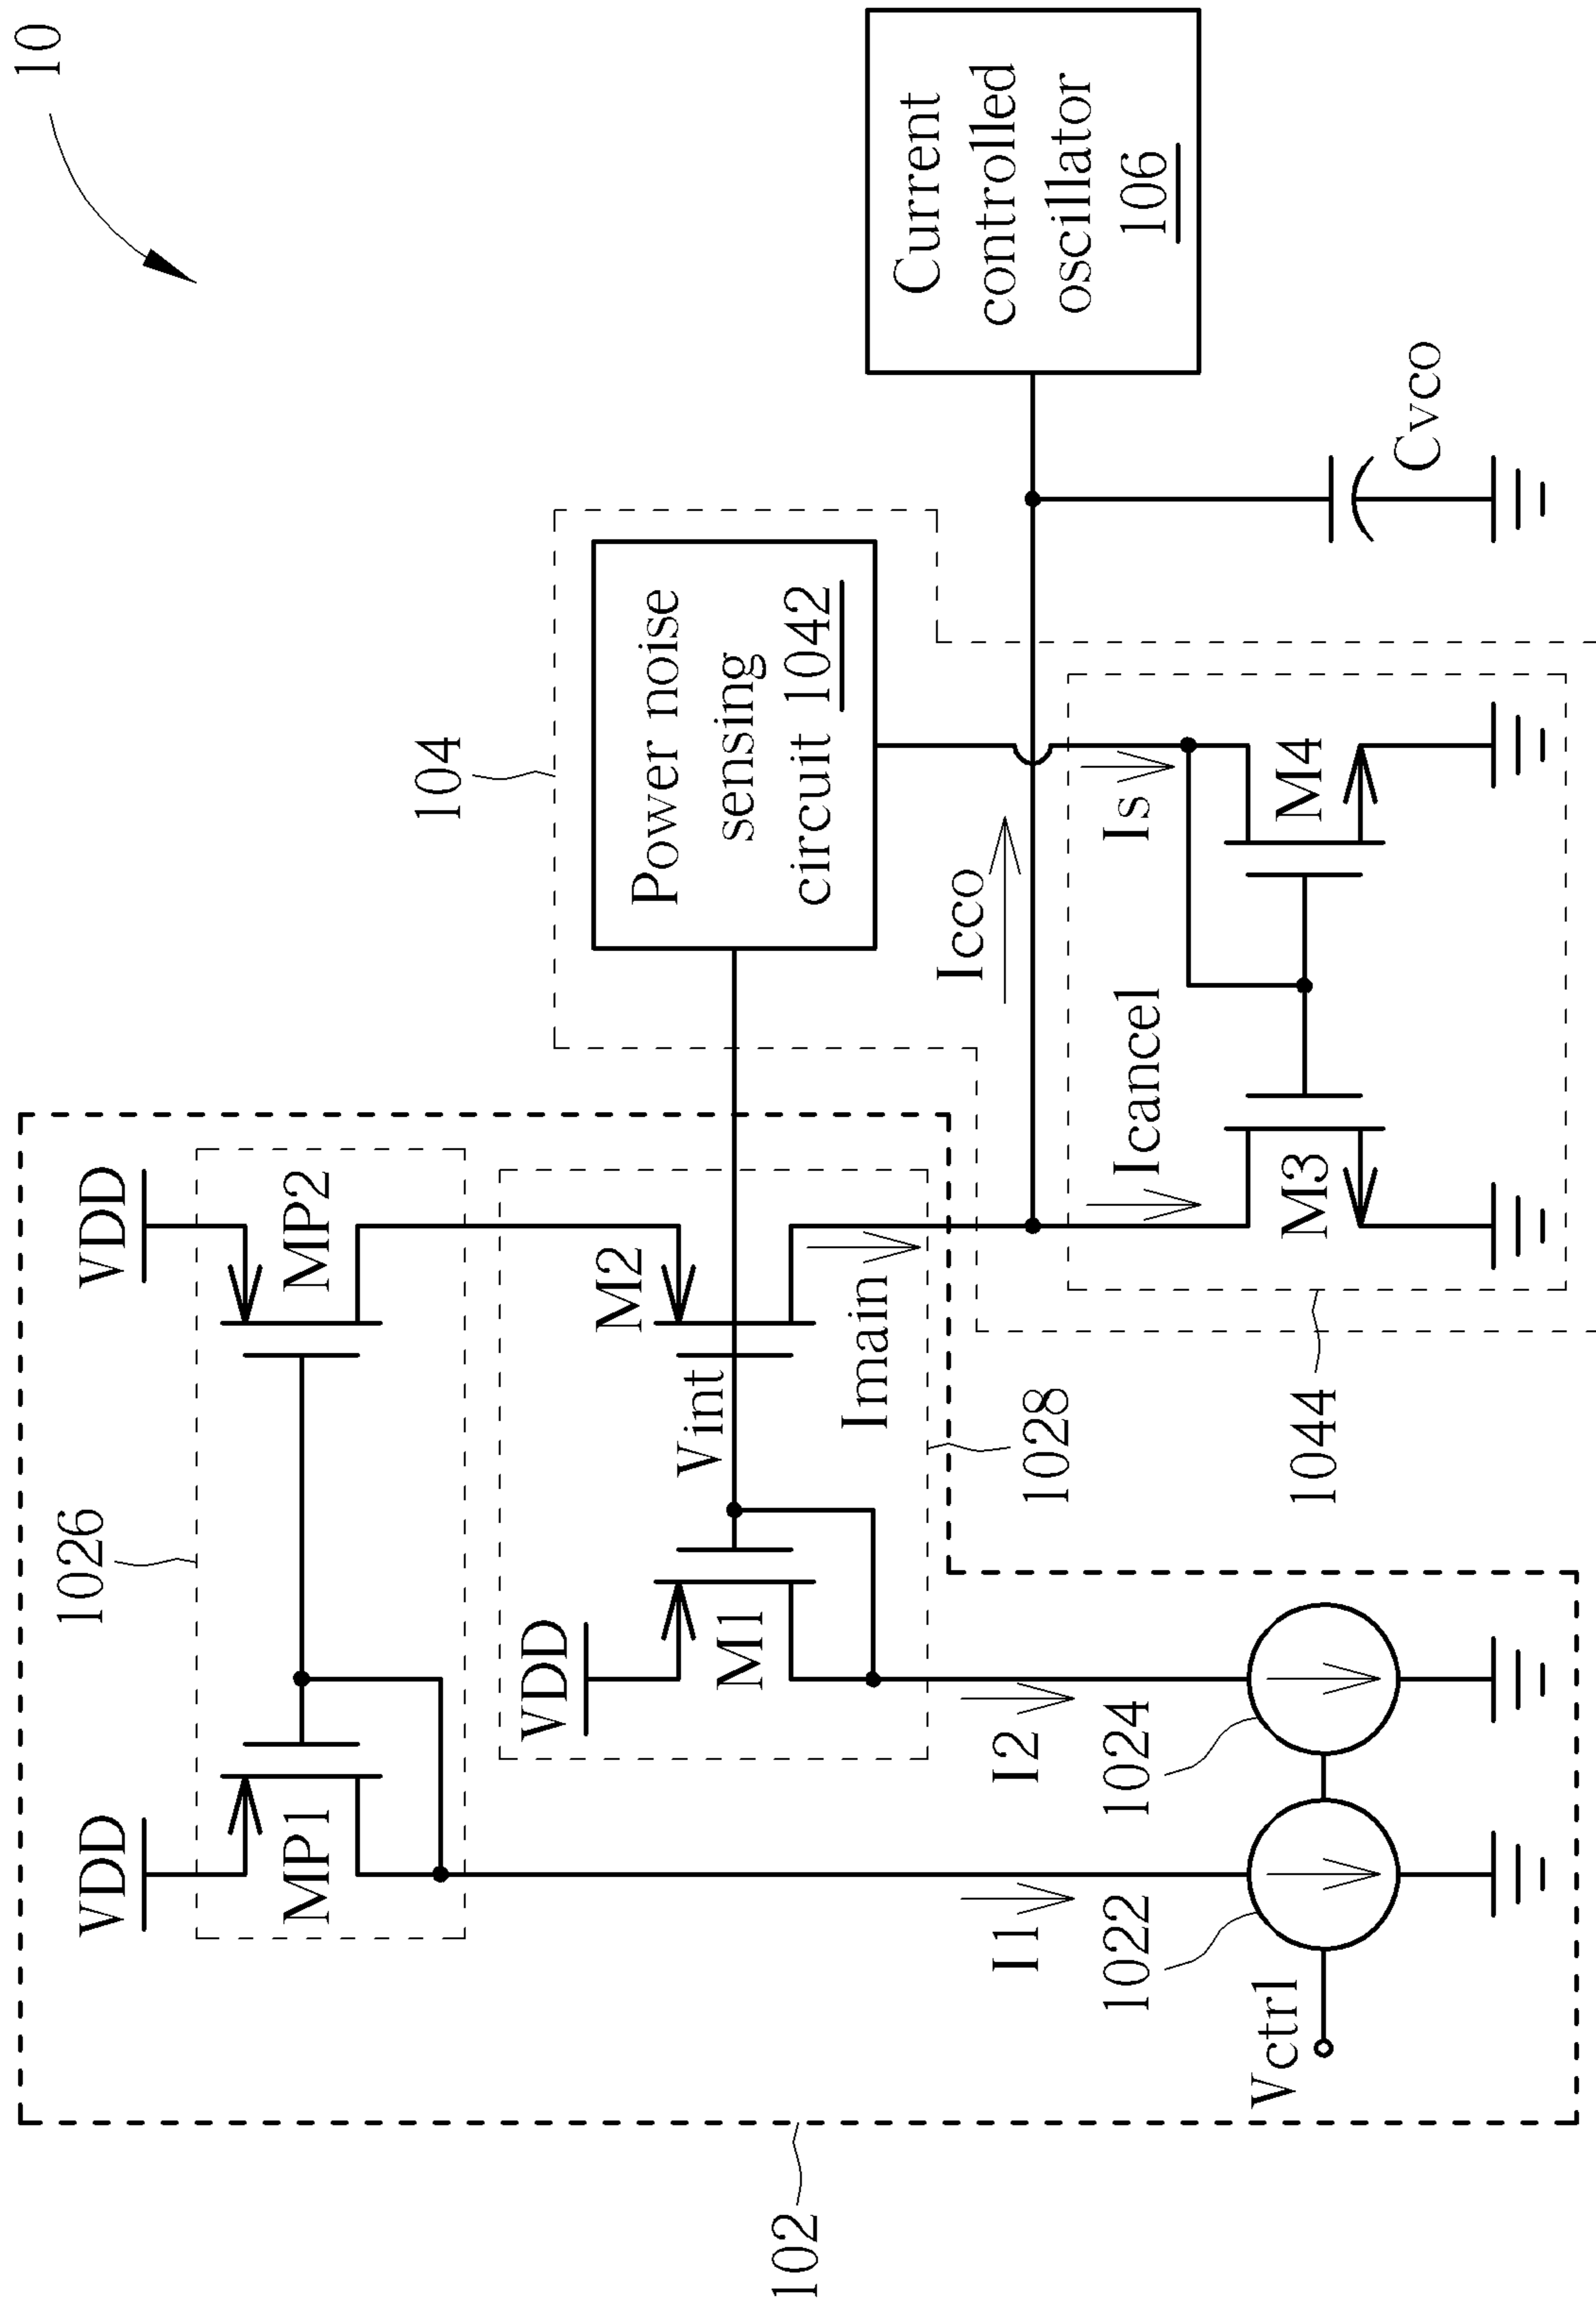 10
VDD
VDD
MP1
MP2
1026
VDD
M1
M2
Vint
Imain
1028
102
104
Power noise
sensing
circuit 1042
Icco
Current
controlled
oscillator
106
I1
I2
1022
1024
Vctrl
Icancel
Is
M3
M4
1044
Cvco